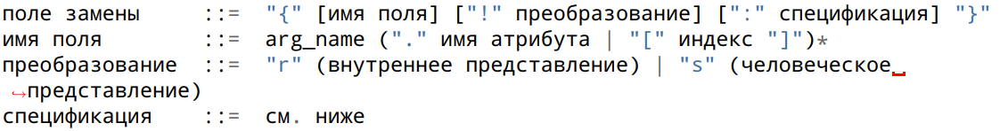 поле замены     ::=  "{" [имя поля] ["!" преобразование] [":" спецификация] "}"
имя поля        ::=  arg_name ("." имя атрибута | "[" индекс "]")*
преобразование  ::=  "r" (внутреннее представление) | "s" (человеческое␣
↪представление)
спецификация    ::=  см. ниже